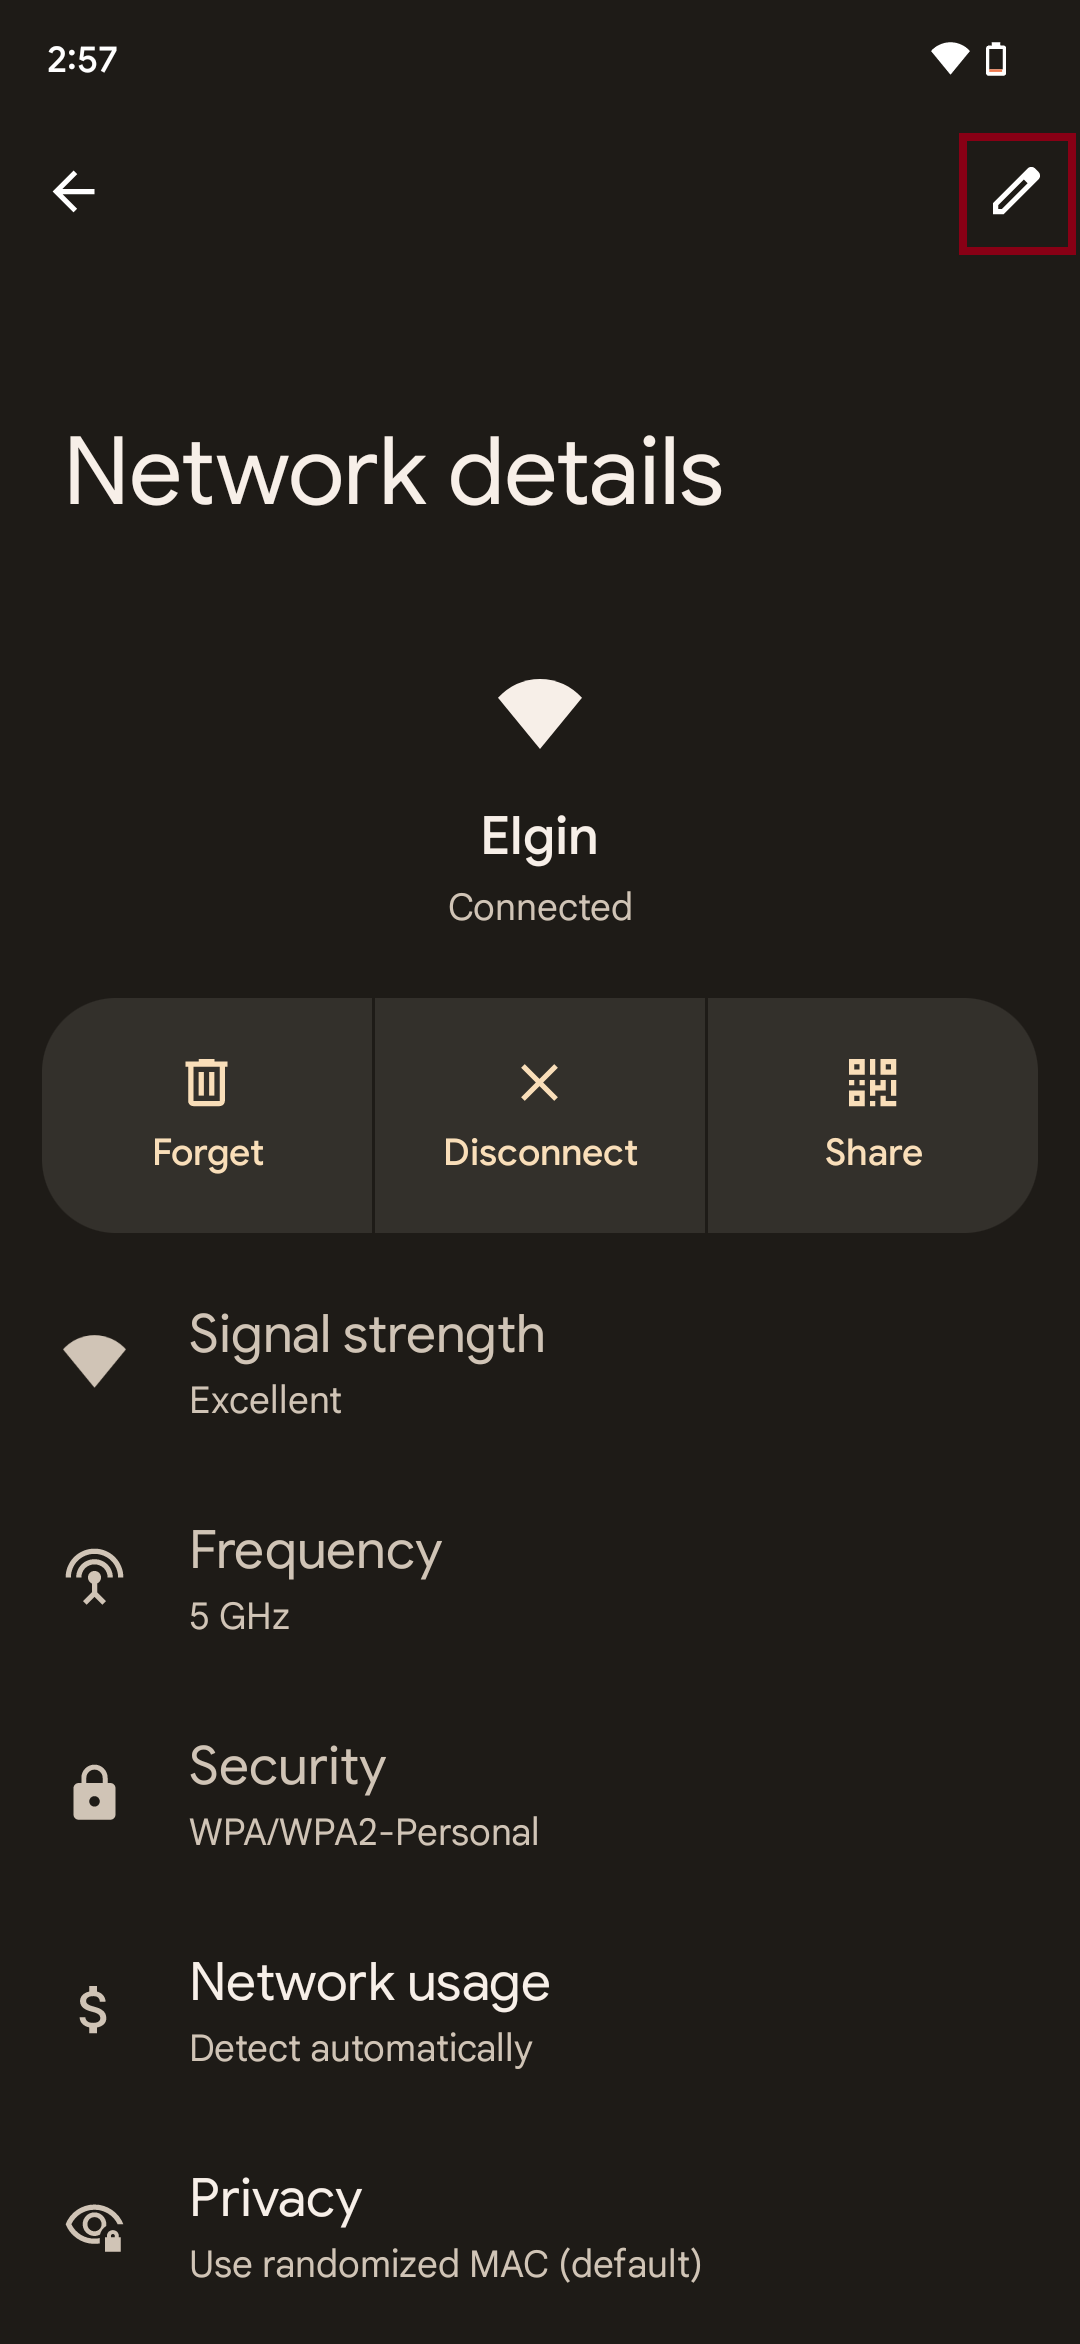 2:57
Network details
Elgin
Connected
Forget
Disconnect
Share
Signal strength
Excellent
Frequency
5 GHz
Security
WPA/WPA2-Personal
Network usage
Detect automatically
Privacy
Use randomized MAC (default)